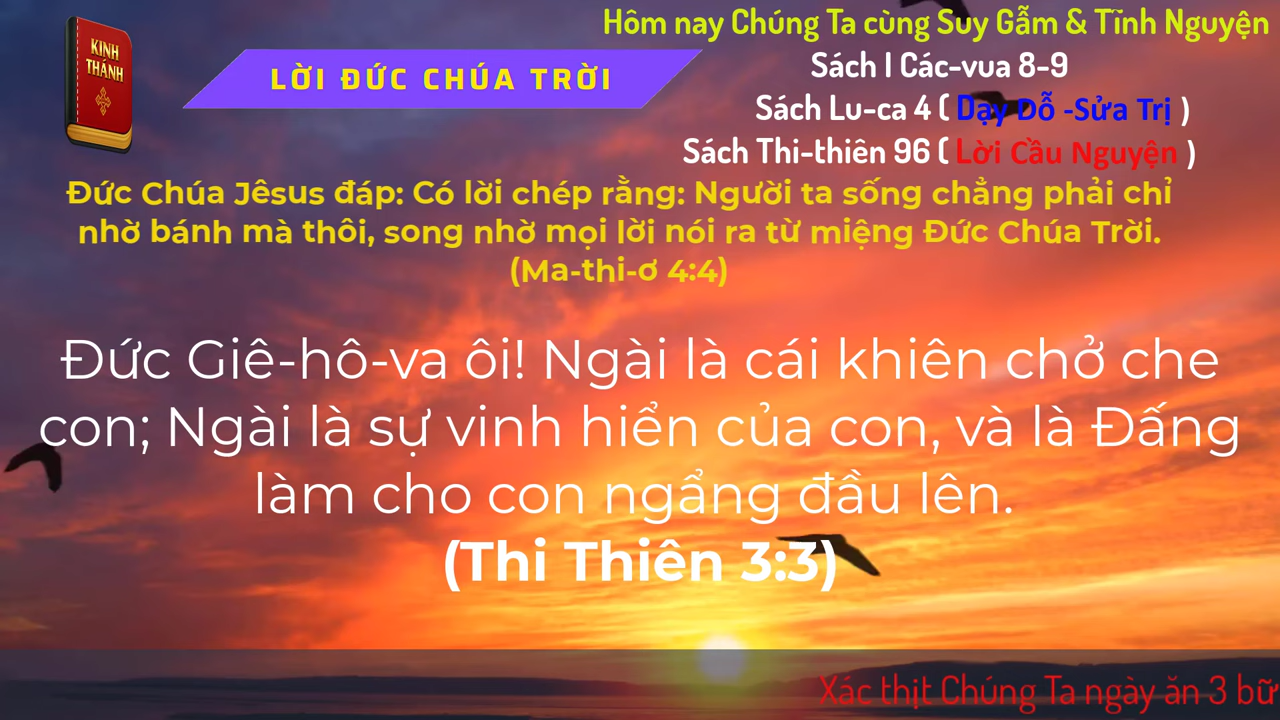 Hôm nay Chúng Ta cùng Suy Gẫm & Tĩnh Nguyện
KINH
THÁNH
LỜI ĐỨC CHÚA TRỜI
Sách I Các-vua 8-9
Sách Lu-ca 4 ( Dạy Dỗ -Sửa Trị )
Sách Thi-thiên 96 ( Lời Cầu Nguyện )
Đức Chúa Jêsus đáp: Có lời chép rằng: Người ta sống chẳng phải chỉ
nhờ bánh mà thôi, song nhờ mọi lời nói ra từ miệng Đức Chúa Trời.
(Ma-thi-ơ 4:4)
Đức Giê-hô-va ôi! Ngài là cái khiên chở che
con; Ngài là sự vinh hiển của con, và là Đấng
làm cho con ngẩng đầu lên.
(Thi Thiên 3:3)
Xác thịt Chúng Ta ngày ăn 3 bữ